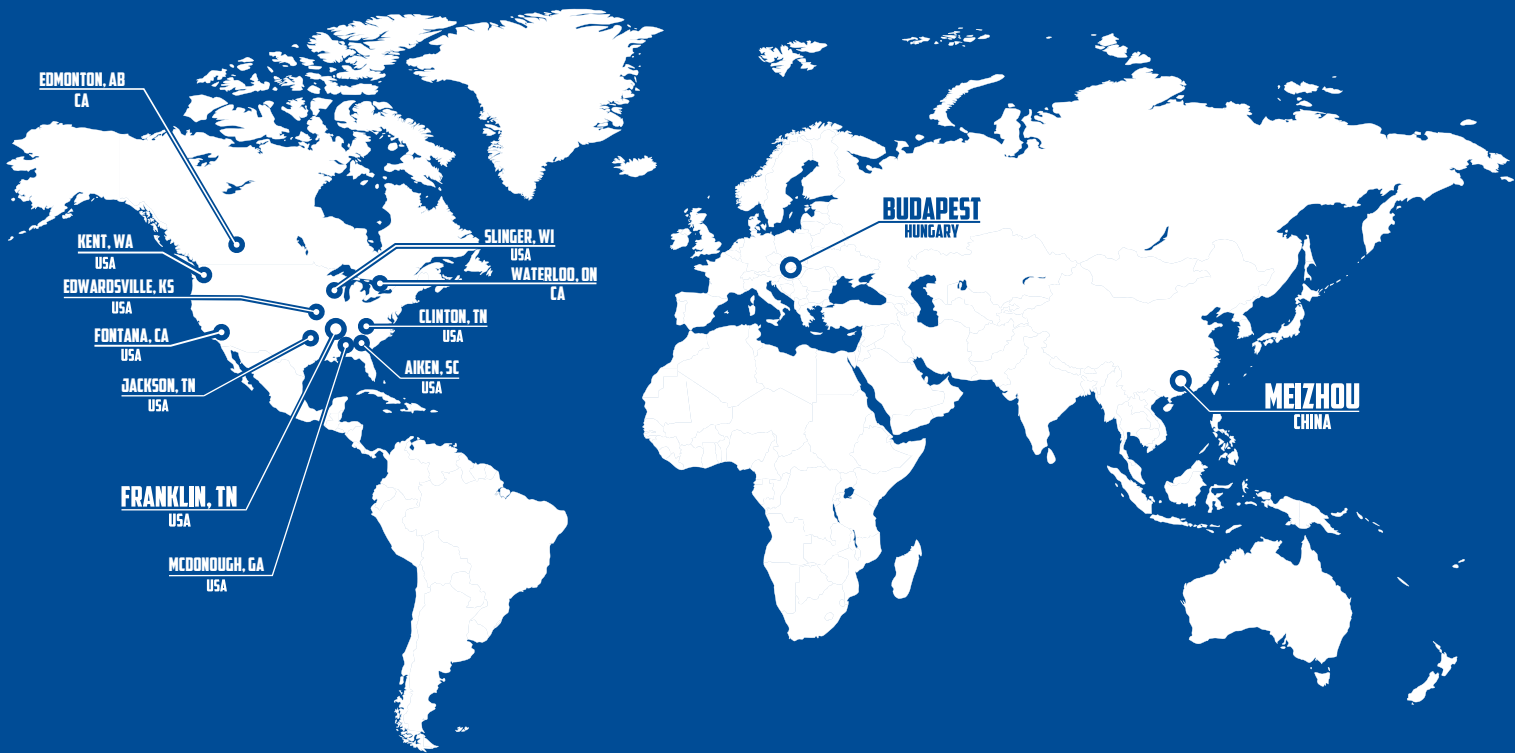 EDMONTON, AB
CA
KENT, WA
USA
EDWARDSVILLE, KS
USA
FONTANA, CA
USA
JACKSON, TN
USA
FRANKLIN, TN
USA
MCDONOUGH, GA
USA
SLINGER, WI
USA
WATERLOO, ON
CA
CLINTON, TN
USA
AIKEN, SC
USA
BUDAPEST
HUNGARY
MEIZHOU
CHINA